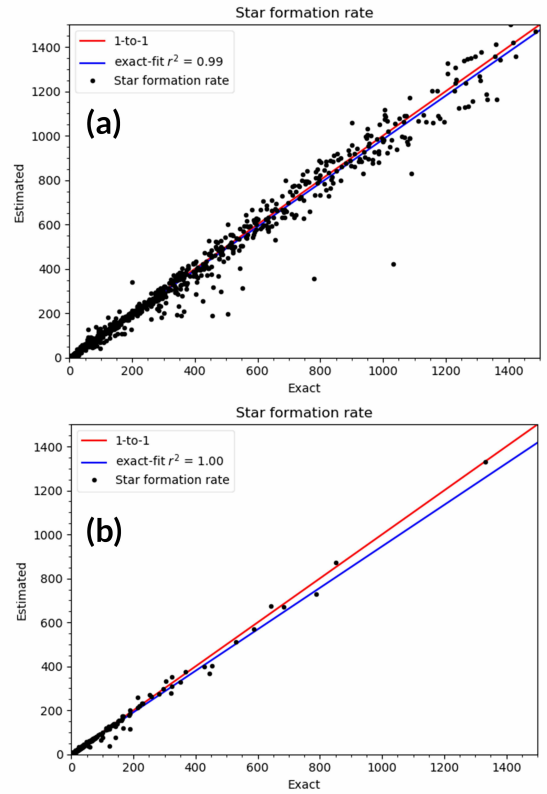 Star formation rate
1-to-1
exact-fit r² = 0.99
Star formation rate
(a)
1400
1200
1000
800
600
400
200
0
Estimated
0 200 400 600 800 1000 1200 1400
Exact
Star formation rate
1-to-1
exact-fit r² = 1.00
Star formation rate
(b)
1400
1200
1000
800
600
400
200
0
Estimated
0 200 400 600 800 1000 1200 1400
Exact